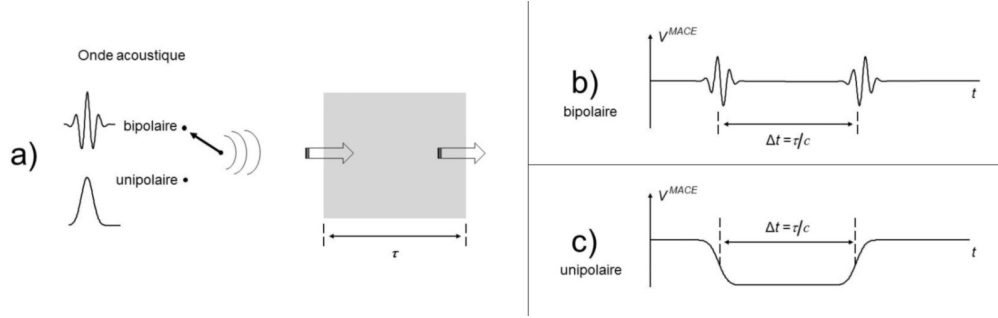 Onde acoustique
a)
bipolaire
unipolaire
τ
b)
bipolaire
V^MACE
t
Δt = τ/c
c)
unipolaire
V^MACE
Δt = τ/c
t